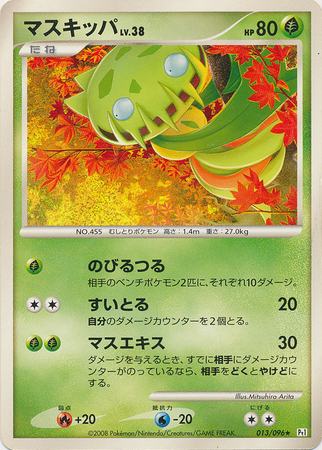 マスキッパ LV.38 HP 80
たね
NO.455 むしとりポケモン 高さ:1.4m 重さ:27.0kg
のびるつる
相手のベンチポケモン2匹に、それぞれ10ダメージ。
すいとる 20
自分のダメージカウンターを2個とる。
マスエキス 30
ダメージを与えるとき、すでに相手にダメージカウン
ターがのっているなら、相手をどくとやけどに
する。
Illus.Mitsuhiro Arita
弱点 抵抗力 にげる
+20 -20
©2008 Pokémon/Nintendo/Creatures/GAME FREAK. 013/096★ Pt1